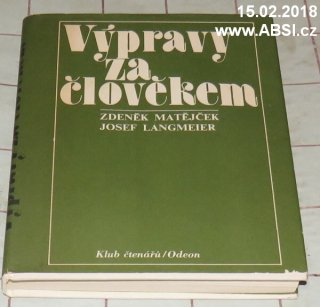 15.02.2018
www.ABSI.cz
Výpravy
za
člověkem
ZDENĚK MATĚJČEK
JOSEF LANGMEIER
Klub čtenářů/Odeon